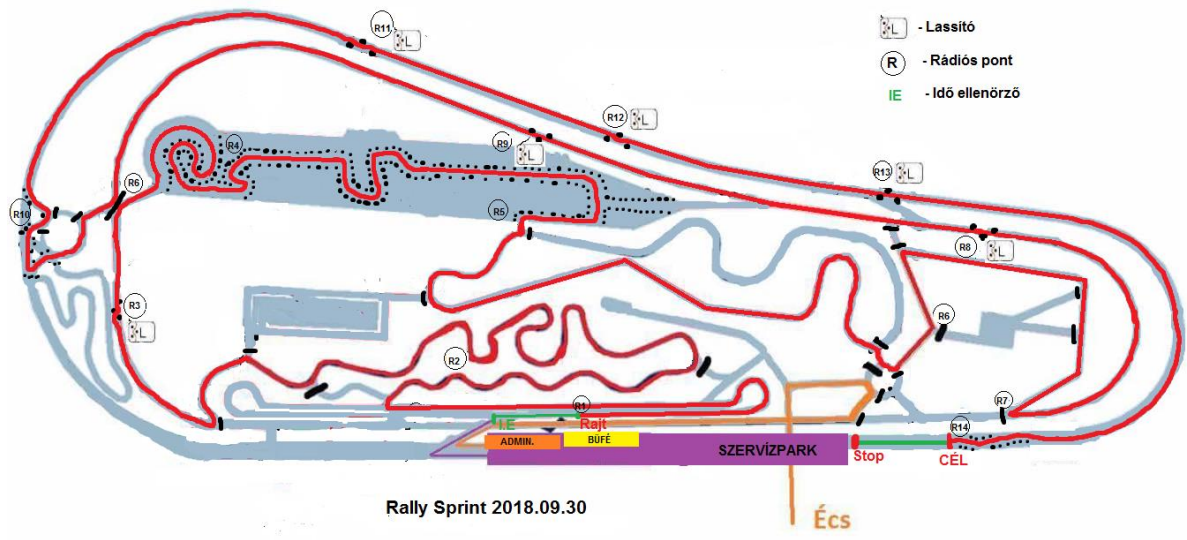 R11
L
L
- Lassító
R
- Rádiós pont
IE
- Idő ellenörző
R12
L
R4
R9
L
R13
L
R6
R10
R5
R8
L
R3
L
R6
R2
R7
R1
I.E
Rajt
R14
ADMIN.
BÜFÉ
SZERVÍZPARK
Stop
CÉL
Rally Sprint 2018.09.30
Écs